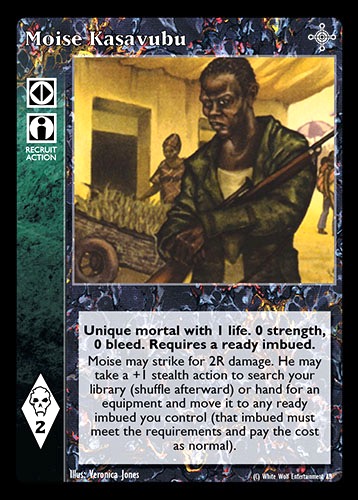 Moise Kasavubu
RECRUIT
ACTION
Unique mortal with 1 life. 0 strength,
0 bleed. Requires a ready imbued.
Moise may strike for 2R damage. He may
take a +1 stealth action to search your
library (shuffle afterward) or hand for an
equipment and move it to any ready
imbued you control (that imbued must
meet the requirements and pay the cost
as normal).
2
Illus: Veronica Jones